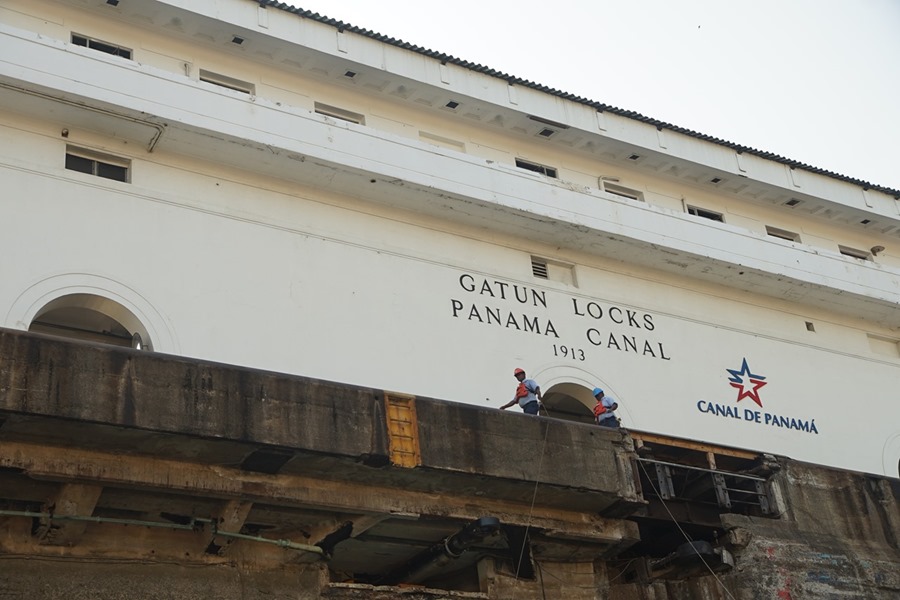 GATUN LOCKS
PANAMA CANAL
1913
CANAL DE PANAMÁ